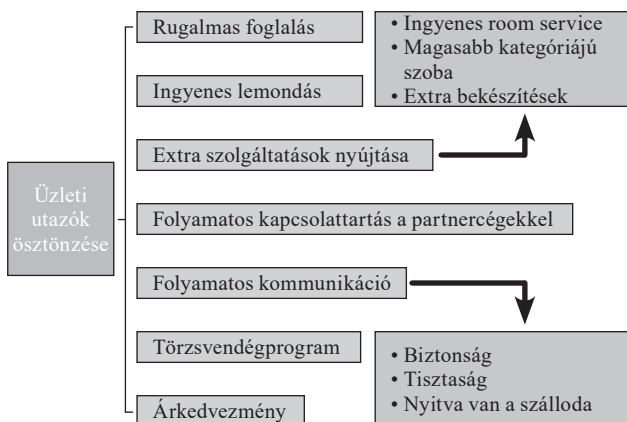 Rugalmas foglalás
Ingyenes lemondás
Extra szolgáltatások nyújtása
• Ingyenes room service
• Magasabb kategóriájú
szoba
• Extra bekészítések
Üzleti
utazók
ösztönzése
Folyamatos kapcsolattartás a partnercégekkel
Folyamatos kommunikáció
Törzsvendégprogram
Árkedvezmény
• Biztonság
• Tisztaság
• Nyitva van a szálloda